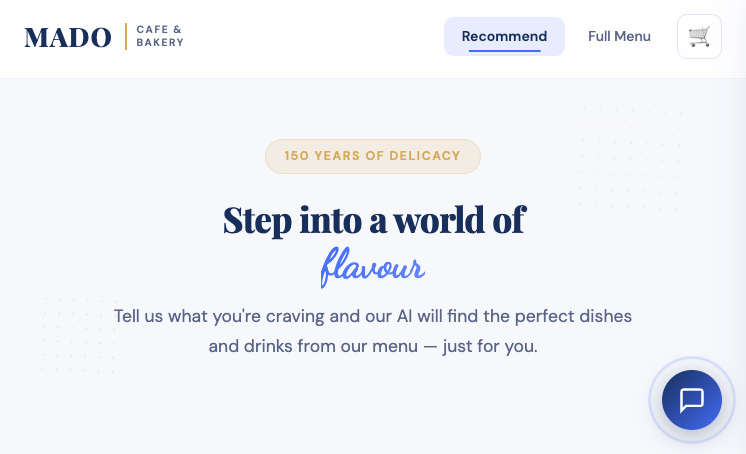 MADO
CAFE &
BAKERY
Recommend
Full Menu
150 YEARS OF DELICACY
Step into a world of
flavour
Tell us what you're craving and our AI will find the perfect dishes
and drinks from our menu — just for you.